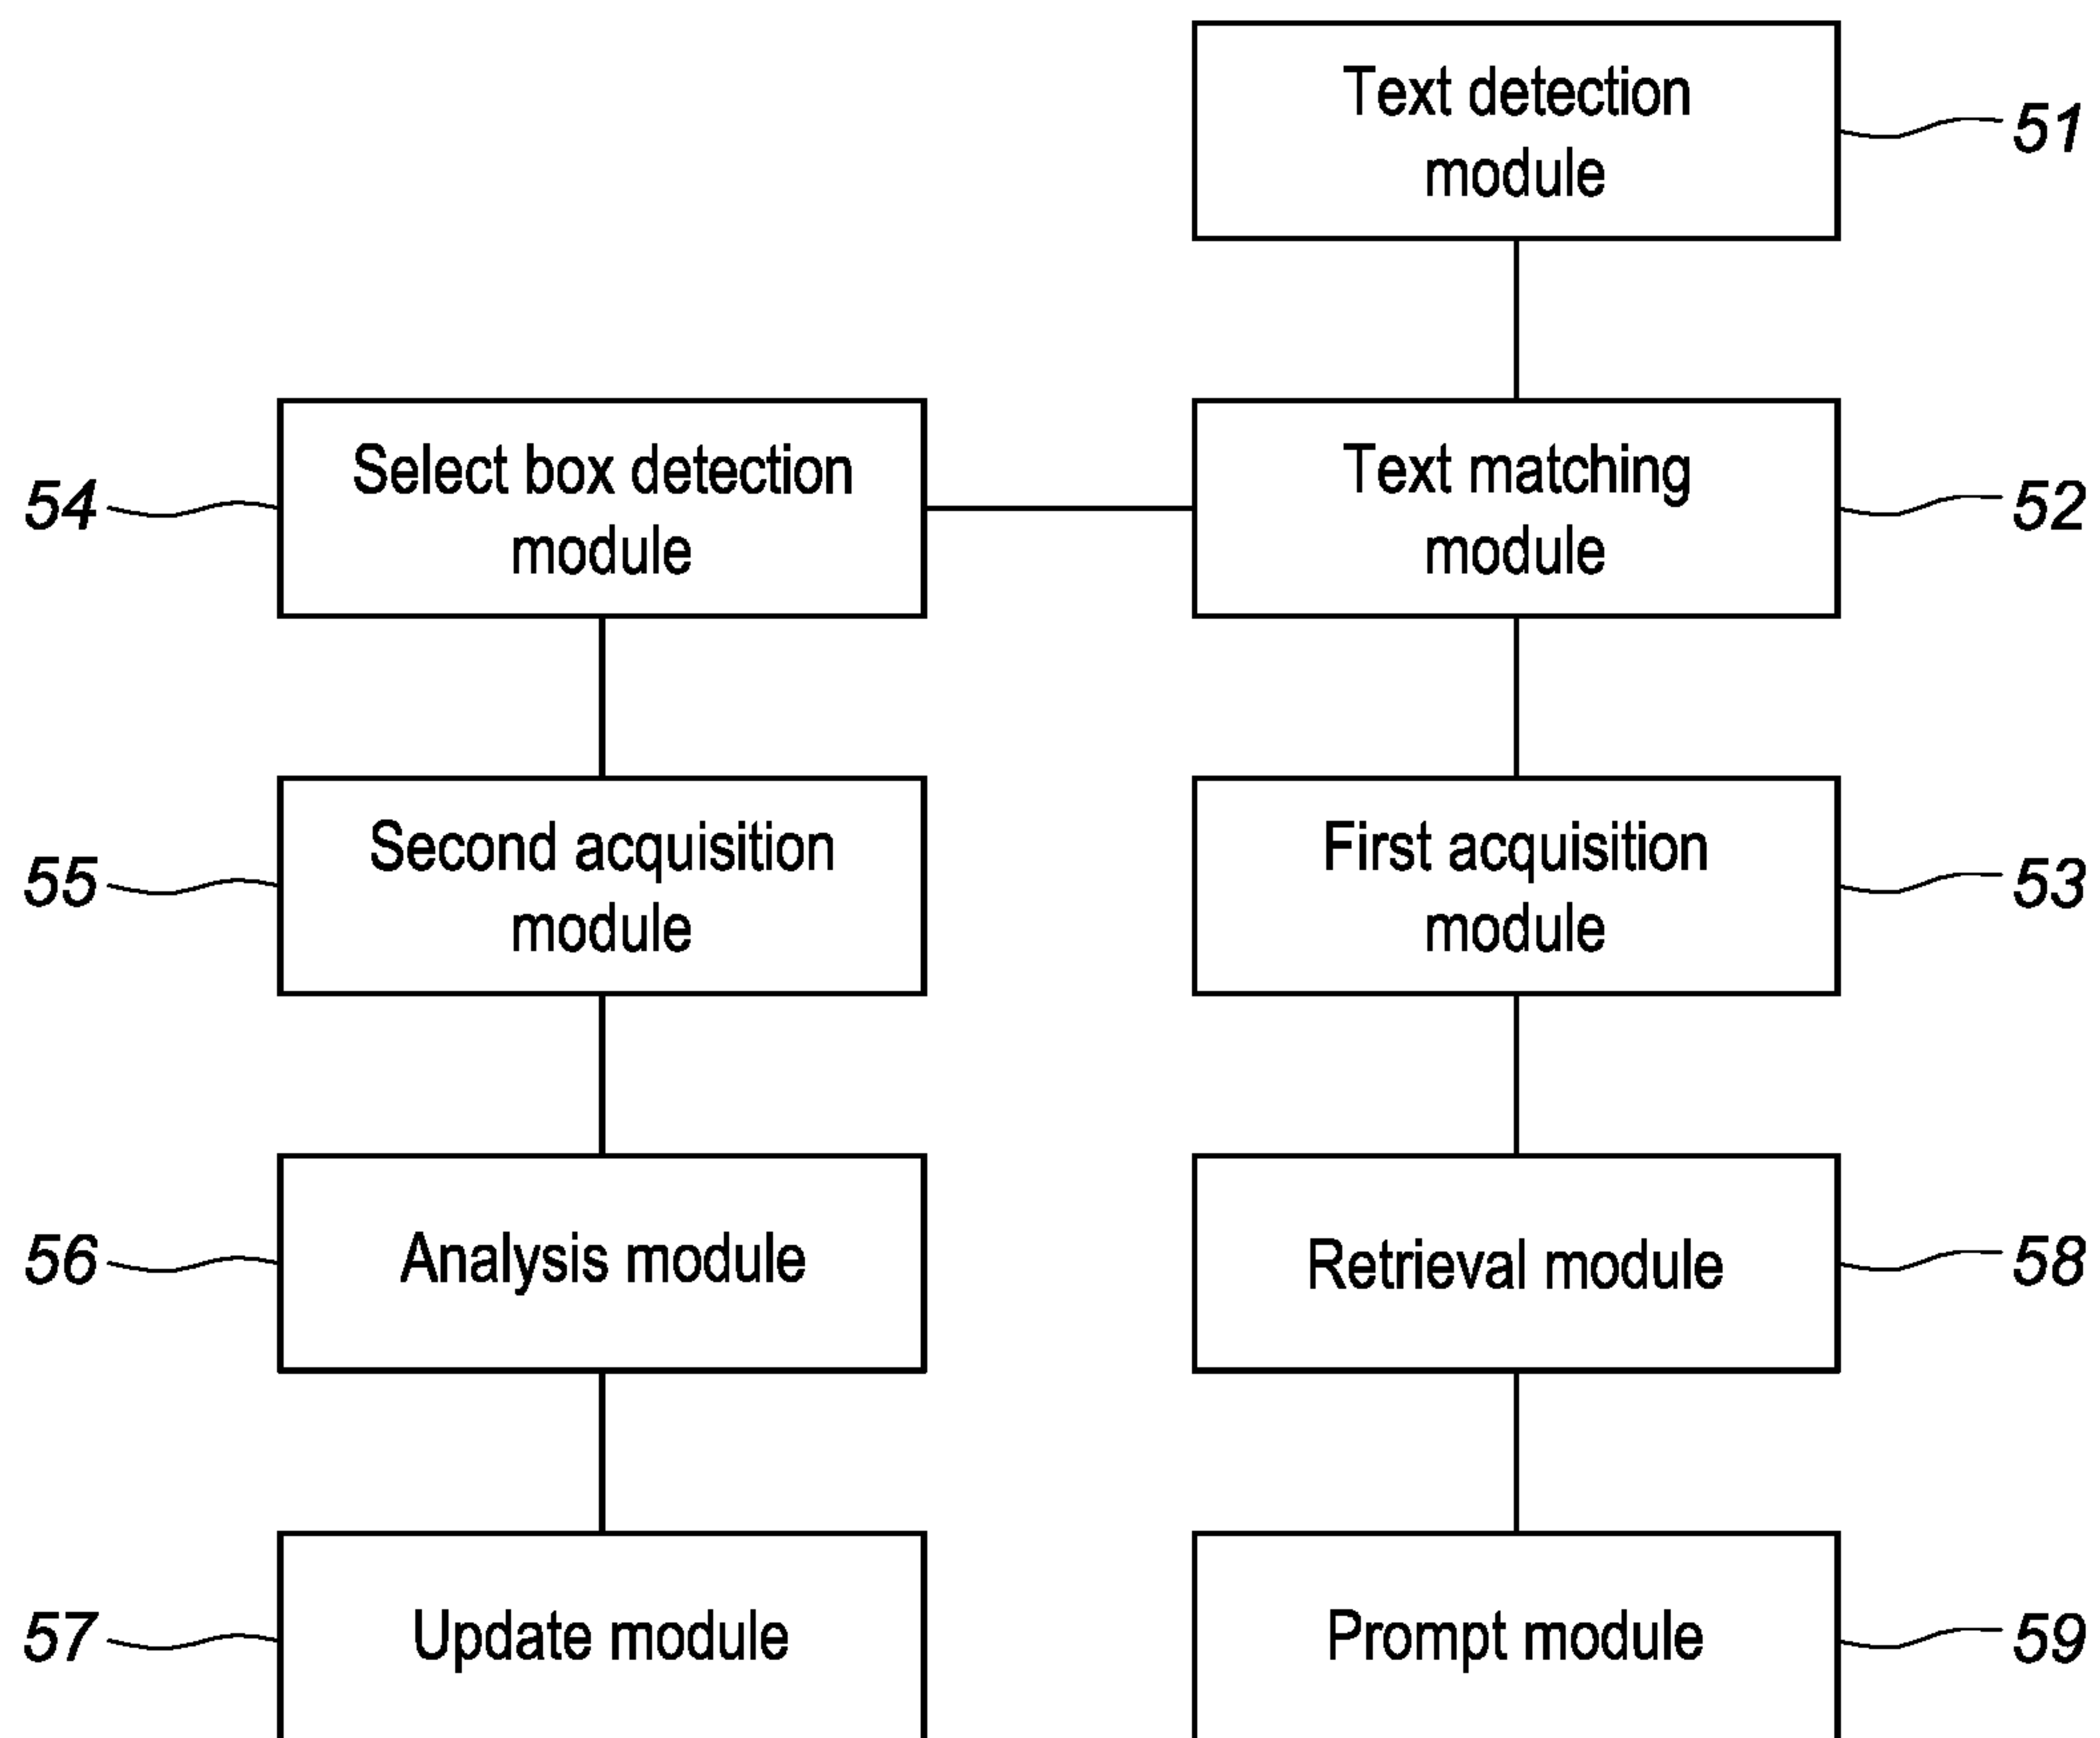 Text detection
module
51
54
Select box detection
module
Text matching
module
52
55
Second acquisition
module
First acquisition
module
53
56
Analysis module
Retrieval module
58
57
Update module
Prompt module
59